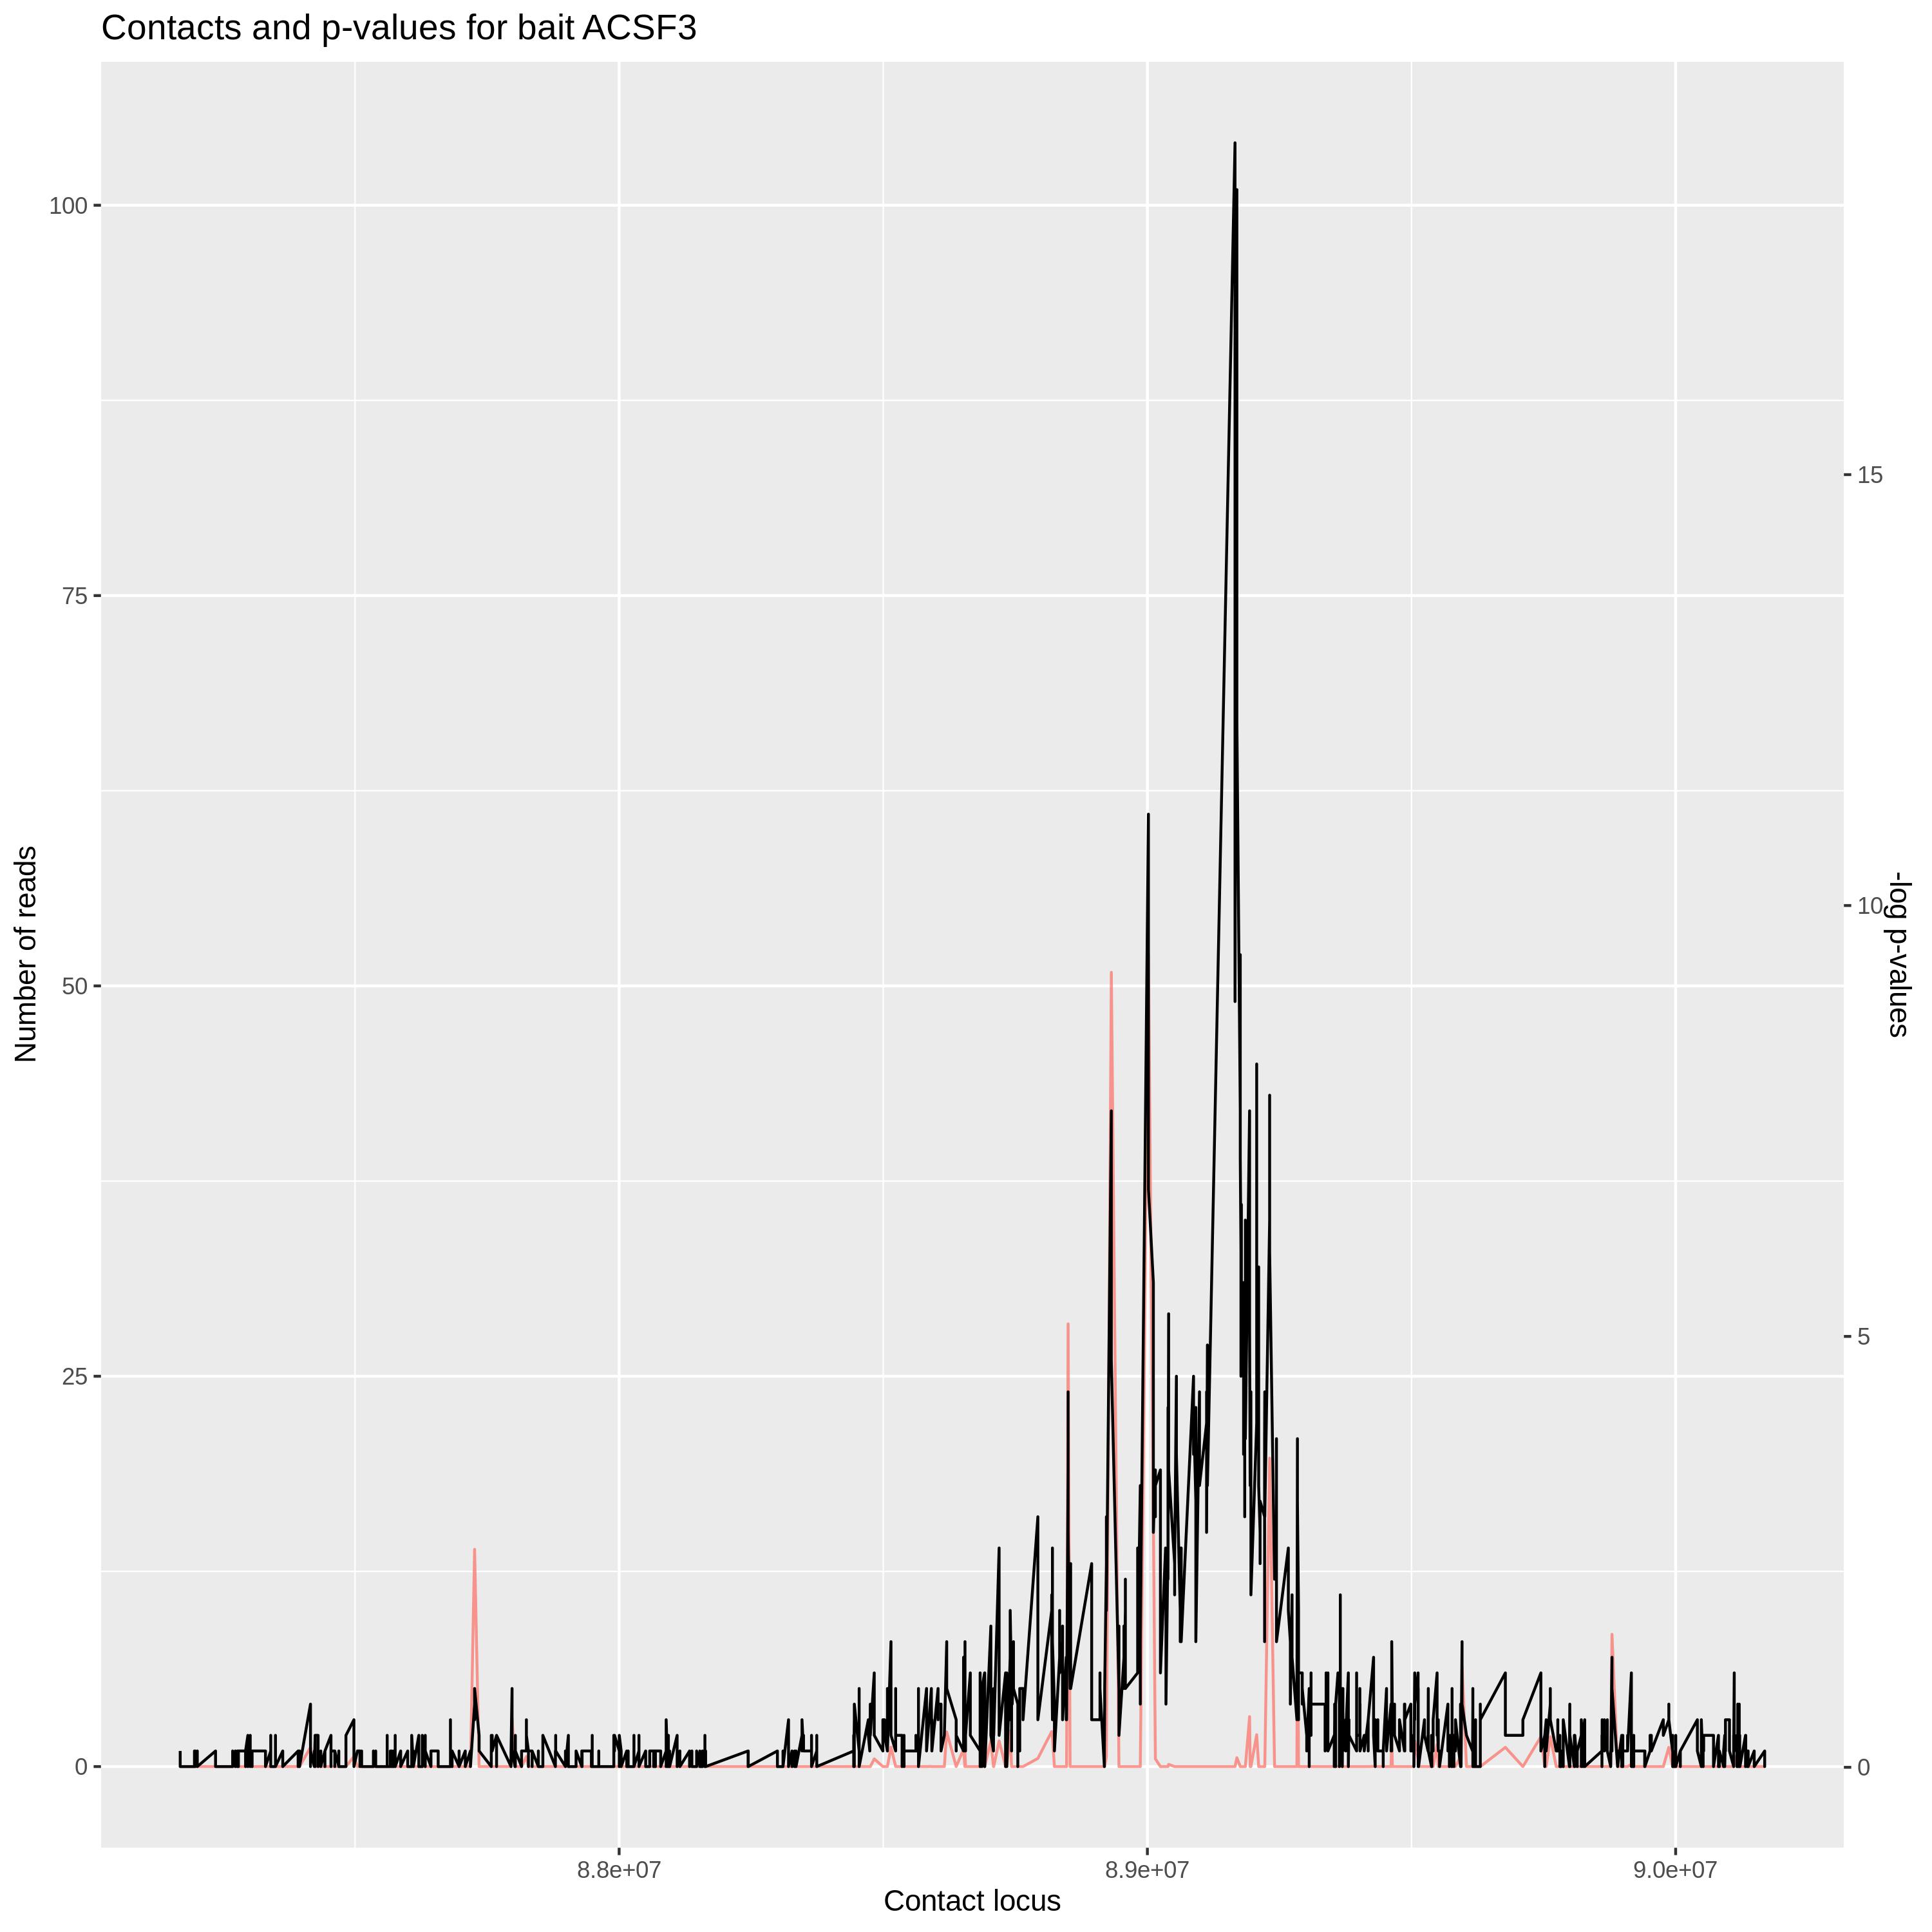 Contacts and p-values for bait ACSF3
Number of reads
100
75
50
25
0
15
10
5
0
-log p-values
8.8e+07
8.9e+07
9.0e+07
Contact locus